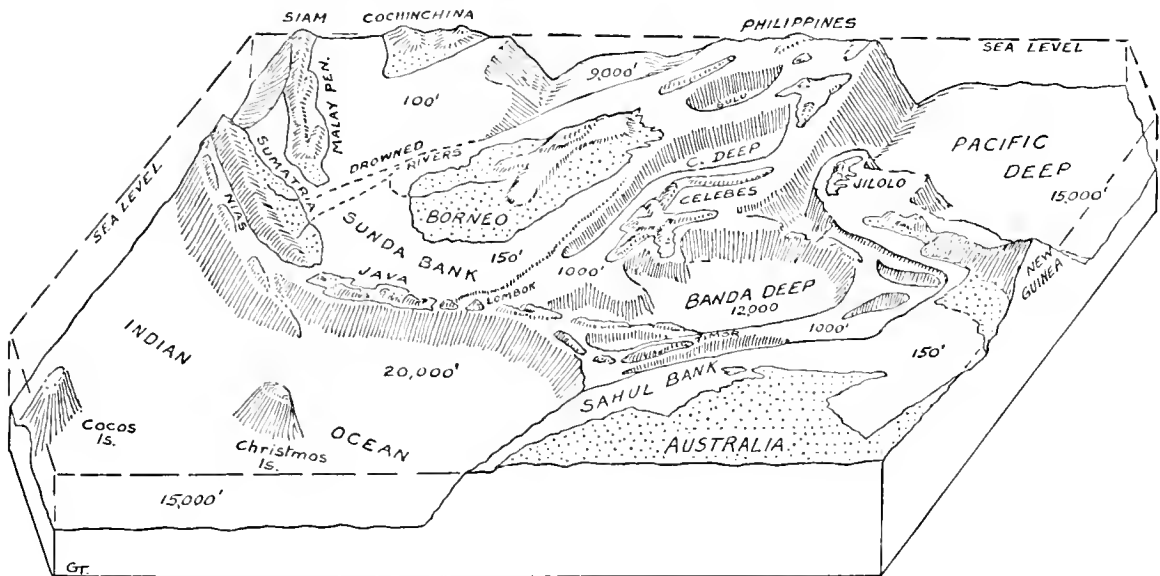 SIAM
COCHINCHINA
PHILIPPINES
SEA LEVEL
9,000'
100'
MALAY PEN.
SULU
SUMATRIA
NIAS
DROWNED
RIVERS
C. DEEP
PACIFIC
DEEP
15,000'
JILOLO
CELEBES
BORNEO
SEA LEVEL
SUNDA BANK
150'
1000'
JAVA
LOMBOK
BANDA DEEP
12,000
NEW
GUINEA
TIMOR
1000'
150'
INDIAN
OCEAN
20,000'
SAHUL BANK
AUSTRALIA
Cocos
Is.
Christmas
Is.
15,000'
GT.